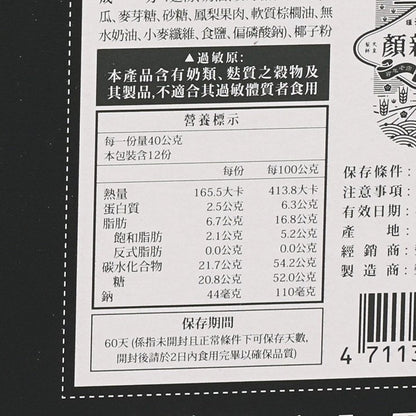 瓜、麥芽糖、砂糖、鳳梨果肉、軟質棕櫚油、無
水奶油、小麥纖維、食鹽、偏磷酸鈉)、椰子粉
▲過敏原:
本產品含有奶類、麩質之穀物及
其製品,不適合其過敏體質者食用
營養標示
每一份量40公克
本包裝含12份
每份 每100公克
熱量 165.5大卡 413.8大卡
蛋白質 2.5公克 6.3公克
脂肪 6.7公克 16.8公克
飽和脂肪 2.1公克 5.2公克
反式脂肪 0.0公克 0.0公克
碳水化合物 21.7公克 54.2公克
糖 20.8公克 52.0公克
鈉 44毫克 110毫克
保存期間
60天(係指未開封且正常條件下可保存天數,
開封後請於2日內食用完畢以確保品質)
顏
保存條件:
注意事項:
有效日期:
產地:
經銷商:
製造商:
4 7113